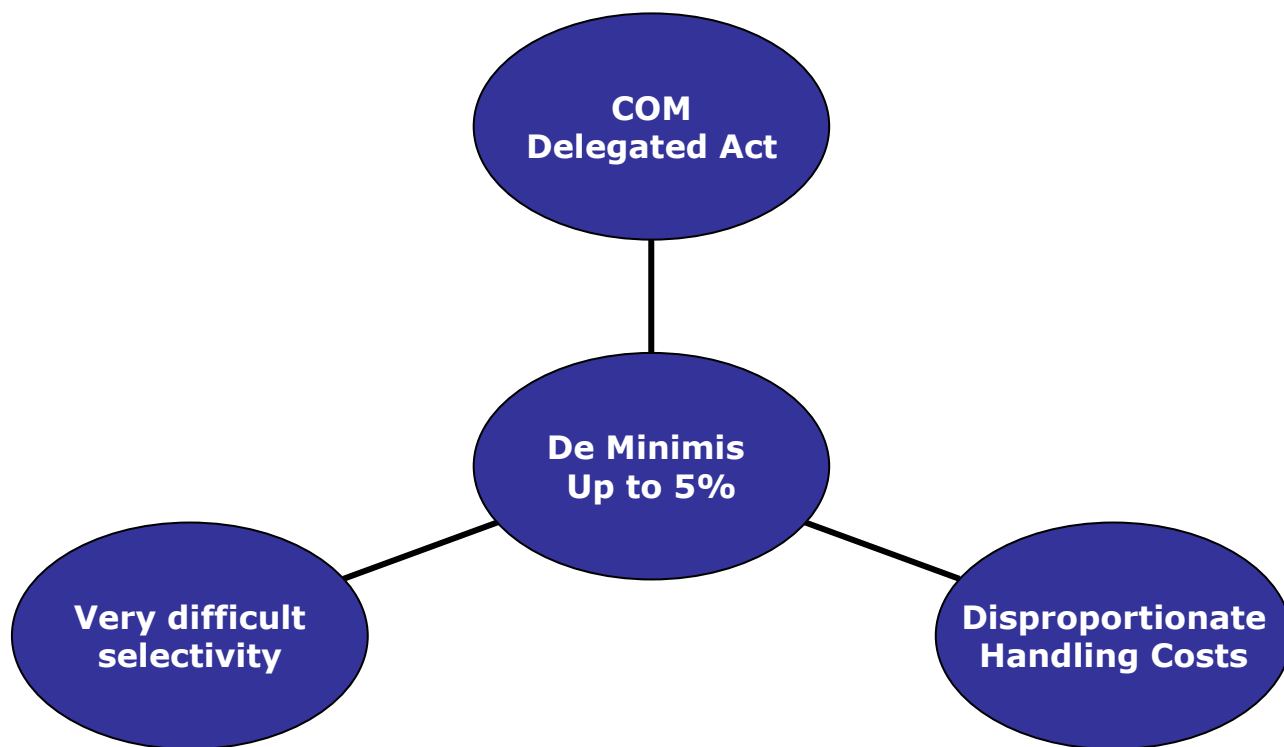 COM
Delegated Act
De Minimis
Up to 5%
Very difficult
selectivity
Disproportionate
Handling Costs